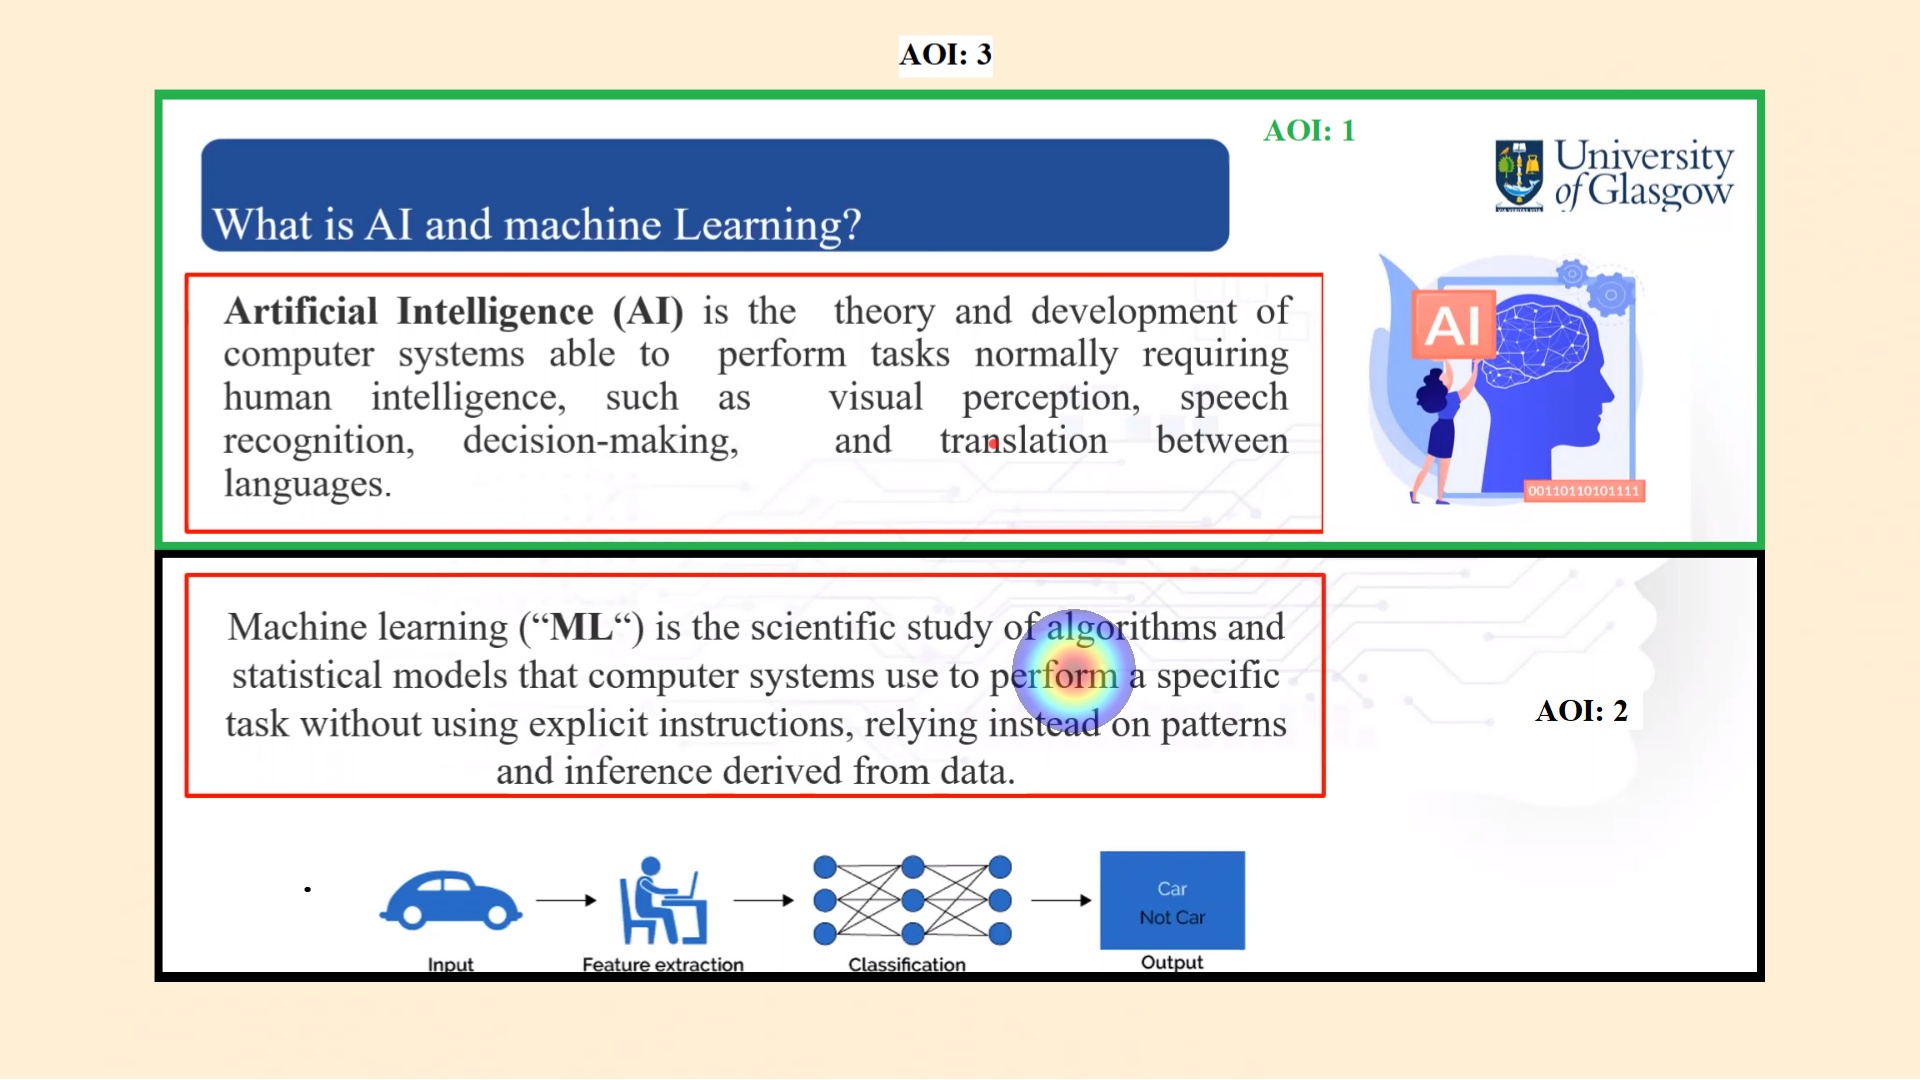 AOI: 3
AOI: 1
University
of Glasgow
VIA VERITAS VITA
What is AI and machine Learning?
Artificial Intelligence (AI) is the theory and development of
computer systems able to perform tasks normally requiring
human intelligence, such as visual perception, speech
recognition, decision-making, and translation between
languages.
AI
00110110101111
Machine learning (“ML“) is the scientific study of algorithms and
statistical models that computer systems use to perform a specific
task without using explicit instructions, relying instead on patterns
and inference derived from data.
AOI: 2
Car
Not Car
Input
Feature extraction
Classification
Output